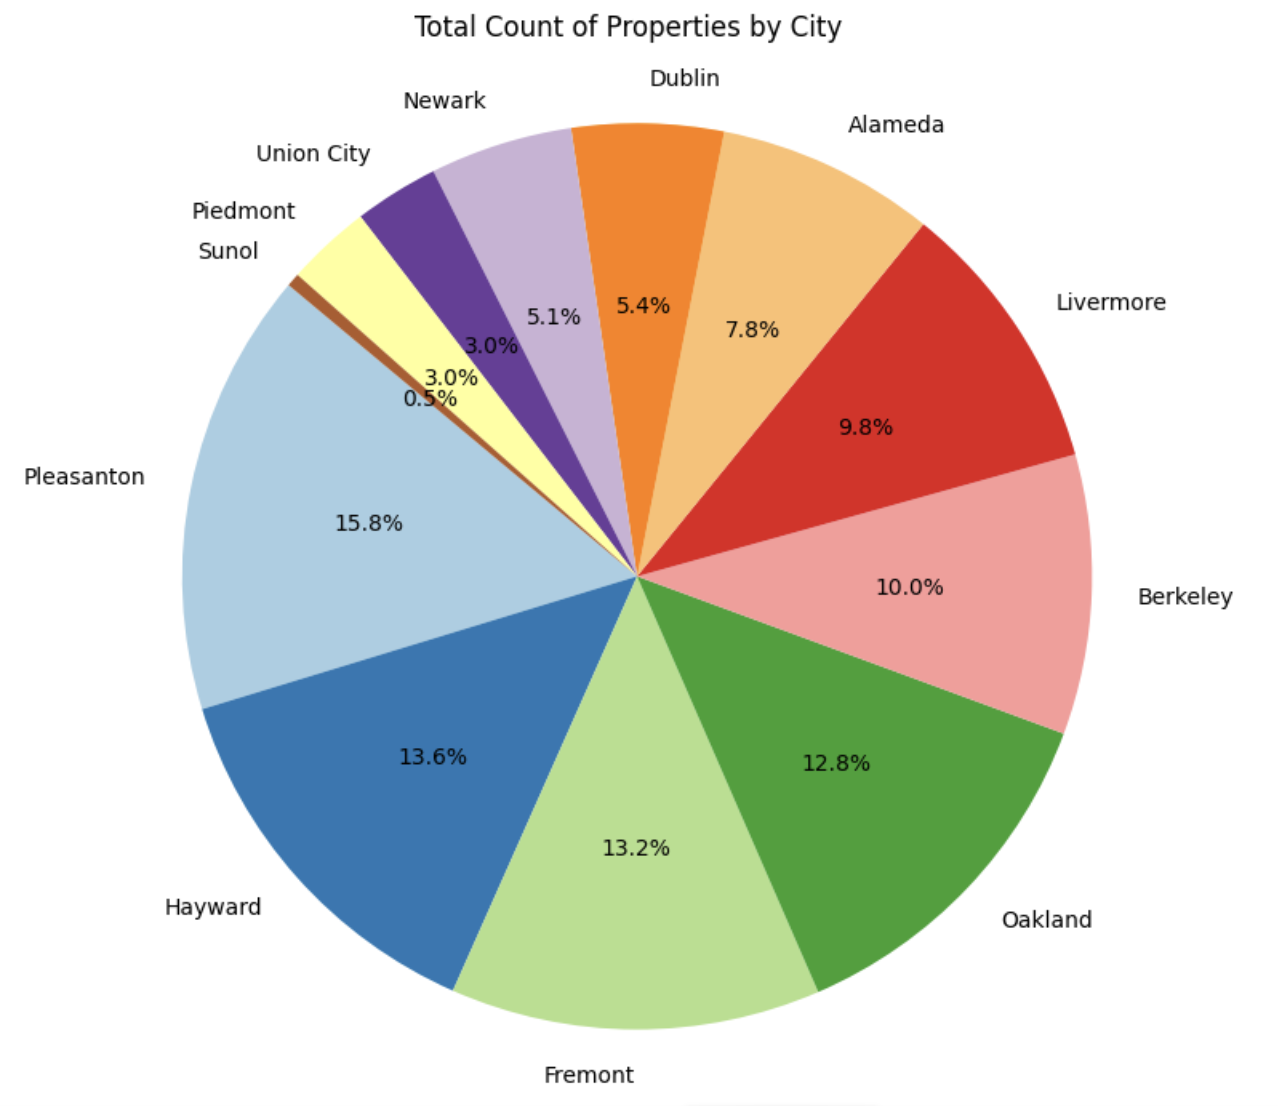 Total Count of Properties by City
Dublin
Newark
Alameda
Union City
Piedmont
Sunol
Livermore
5.4%
5.1%
7.8%
3.0%
3.0%
0.5%
9.8%
Pleasanton
15.8%
10.0%
Berkeley
13.6%
12.8%
13.2%
Hayward
Oakland
Fremont